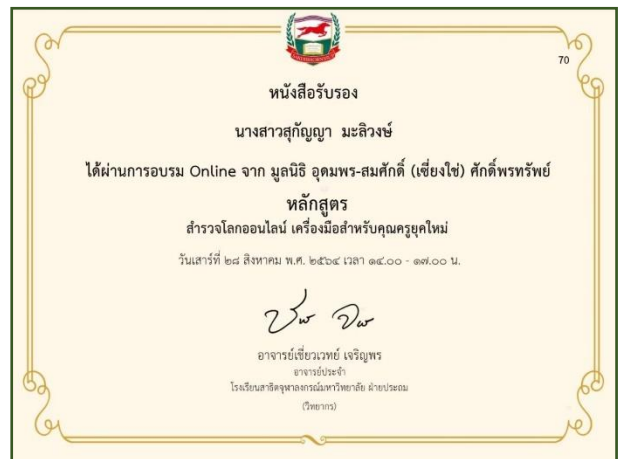 70
หนังสือรับรอง
นางสาวสุกัญญา มะลิวงษ์
ได้ผ่านการอบรม Online จาก มูลนิธิ อุดมพร-สมศักดิ์ (เซี่ยงใช่) ศักดิ์พรทรัพย์
หลักสูตร
สำรวจโลกออนไลน์ เครื่องมือสำหรับคุณครูยุคใหม่
วันเสาร์ที่ ๒๘ สิงหาคม พ.ศ. ๒๕๖๔ เวลา ๑๔.๐๐ - ๑๗.๐๐ น.
อาจารย์เชี่ยวเวทย์ เจริญพร
อาจารย์ประจำ
โรงเรียนสาธิตจุฬาลงกรณ์มหาวิทยาลัย ฝ่ายประถม
(วิทยากร)